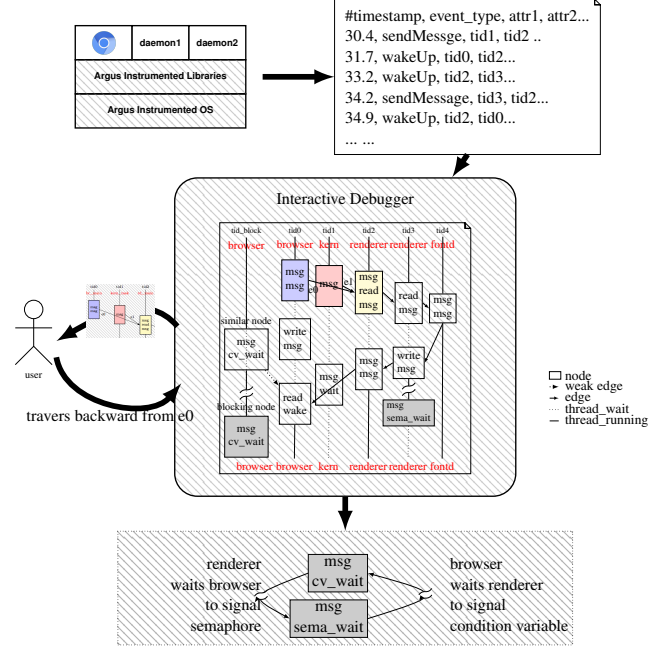 daemon1 daemon2
Argus Instrumented Libraries
Argus Instrumented OS
#timestamp, event_type, attr1, attr2...
30.4, sendMessge, tid1, tid2 ..
31.7, wakeUp, tid0, tid2...
33.2, wakeUp, tid2, tid3...
34.2, sendMessage, tid3, tid2...
34.9, wakeUp, tid2, tid0...
... ...
Interactive Debugger
tid_block tid0 tid1 tid2 tid3 tid4
browser browser kern renderer renderer fontd
msg
msg
msg
msg
read
msg
read
msg
msg
msg
e0
e1
similar node
msg
cv_wait
write
msg
msg
wait
msg
msg
write
msg
read
wake
blocking node
msg
cv_wait
msg
sema_wait
browser browser kern renderer renderer fontd
tid0 tid1 tid2
user
travers backward from e0
node
weak edge
edge
thread_wait
thread_running
renderer
waits browser
to signal
semaphore
msg
cv_wait
msg
sema_wait
browser
waits renderer
to signal
condition variable